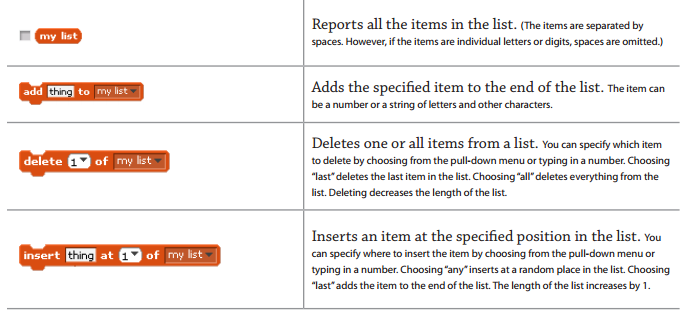 my list
Reports all the items in the list. (The items are separated by
spaces. However, if the items are individual letters or digits, spaces are omitted.)
add thing to my list
Adds the specified item to the end of the list. The item can
be a number or a string of letters and other characters.
delete 1 of my list
Deletes one or all items from a list. You can specify which item
to delete by choosing from the pull-down menu or typing in a number. Choosing
“last” deletes the last item in the list. Choosing “all” deletes everything from the
list. Deleting decreases the length of the list.
insert thing at 1 of my list
Inserts an item at the specified position in the list. You
can specify where to insert the item by choosing from the pull-down menu or
typing in a number. Choosing “any” inserts at a random place in the list. Choosing
“last” adds the item to the end of the list. The length of the list increases by 1.